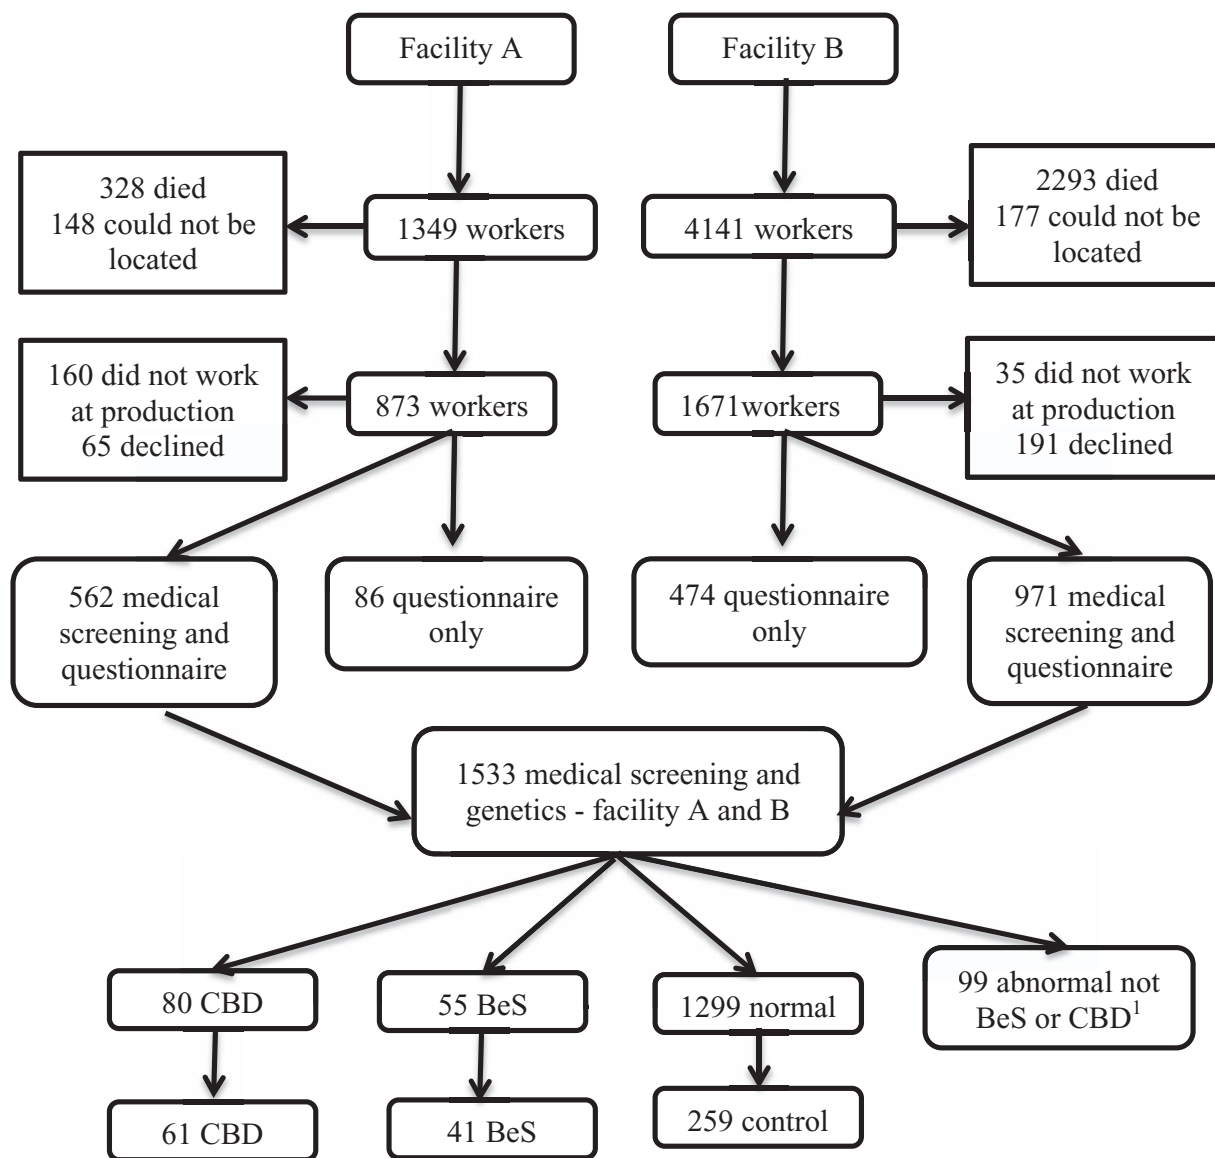 Facility A
Facility B
328 died
148 could not be
located
1349 workers
4141 workers
2293 died
177 could not be
located
160 did not work
at production
65 declined
873 workers
1671workers
35 did not work
at production
191 declined
562 medical
screening and
questionnaire
86 questionnaire
only
474 questionnaire
only
971 medical
screening and
questionnaire
1533 medical screening and
genetics - facility A and B
80 CBD
55 BeS
1299 normal
99 abnormal not
BeS or CBD¹
61 CBD
41 BeS
259 control